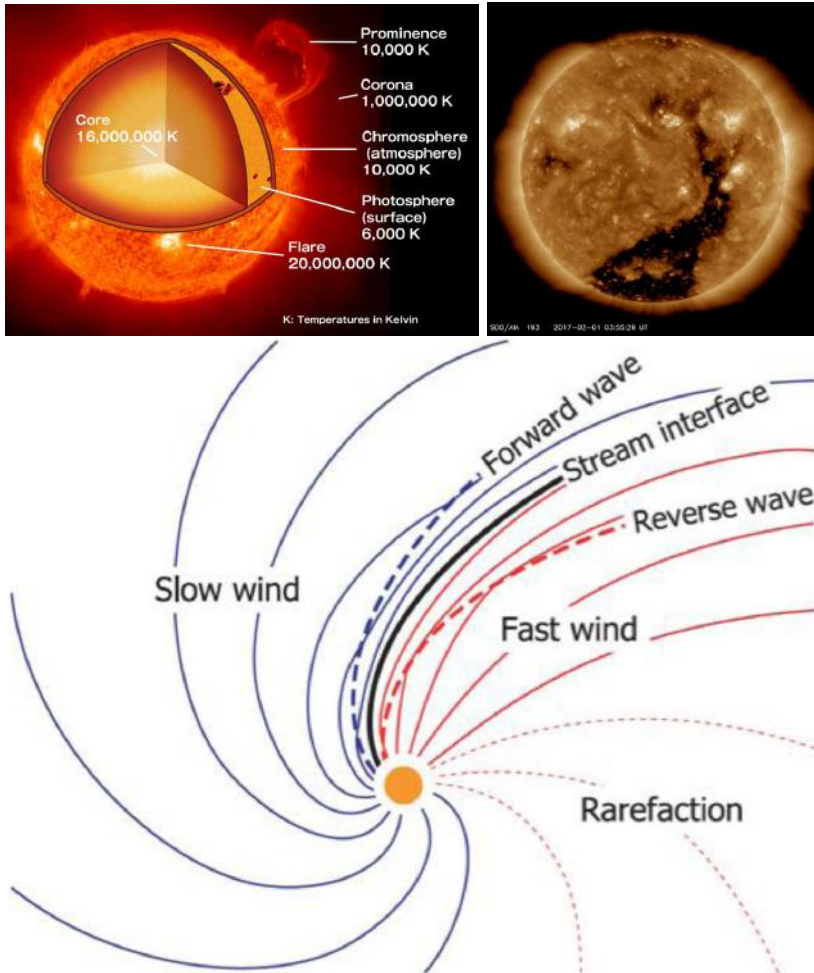 Prominence
10,000 K
Corona
1,000,000 K
Core
16,000,000 K
Chromosphere
(atmosphere)
10,000 K
Photosphere
(surface)
6,000 K
Flare
20,000,000 K
K: Temperatures in Kelvin
SDO/AIA 193 2017-02-01 03:55:29 UT
Forward wave
Stream interface
Reverse wave
Slow wind
Fast wind
Rarefaction